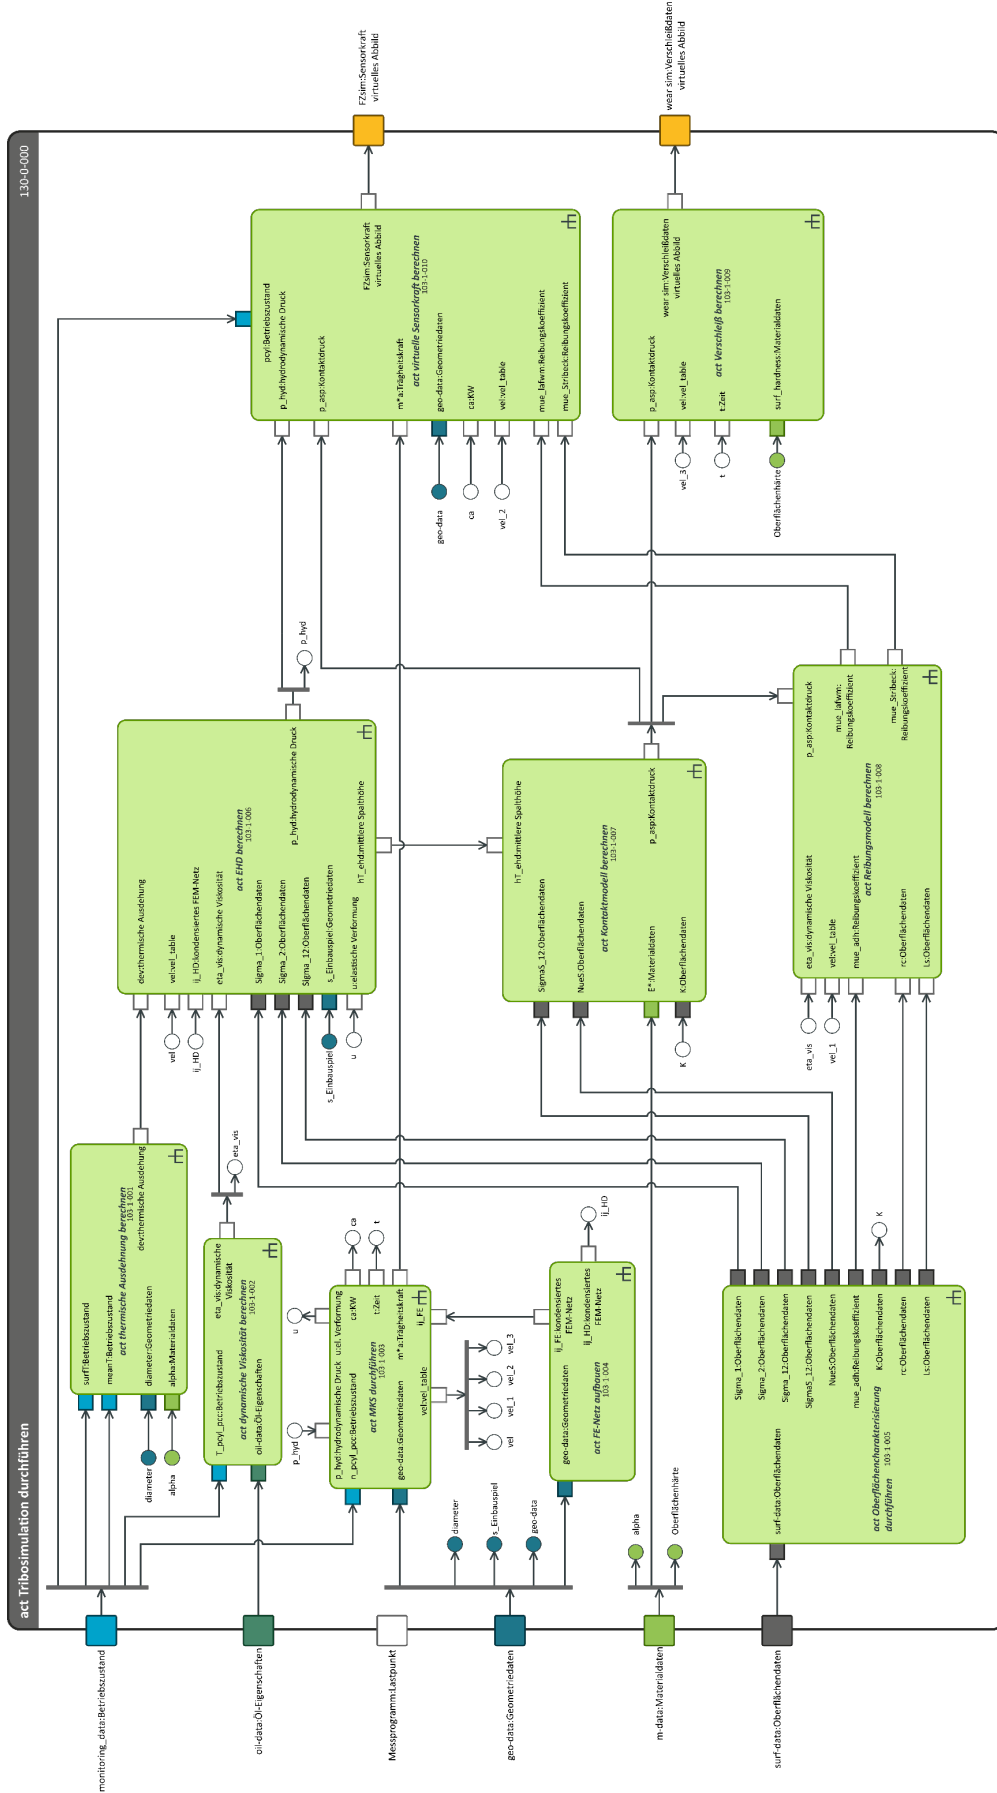 act Tribosimulation durchführen
130-0-000
monitoring_data:Betriebszustand
oil-data:Öl-Eigenschaften
Messprogramm:Lastpunkt
geo-data:Geometriedaten
m-data:Materialdaten
surf-data:Oberflächendaten
surfT:Betriebszustand
meanT:Betriebszustand
act thermische Ausdehnung berechnen
103-1-001
dev:thermische Ausdehung
diameter:Geometriedaten
alpha:Materialdaten
diameter
alpha
T_pcyl_pcc:Betriebszustand
eta_vis:dynamische
Viskosität
act dynamische Viskosität berechnen
103-1-002
oil-data:Öl-Eigenschaften
eta_vis
u
p_hyd
p_hyd:hydrodynamische Druck
u:el. Verformung
n_pcyl_pcc:Betriebszustand
ca:KW
act MKS durchführen
103-1-003
t:Zeit
geo-data:Geometriedaten
m*a:Trägheitskraft
vel:vel_table
ij_FE
ca
t
vel
vel_1
vel_2
vel_3
diameter
s_Einbauspiel
geo-data
ij_FE:kondensiertes
FEM-Netz
geo-data:Geometriedaten
ij_HD:kondensiertes
FEM-Netz
act FE-Netz aufbauen
103-1-004
ij_HD
alpha
Oberflächenhärte
surf-data:Oberflächendaten
act Oberflächencharakterisierung
durchführen
103-1-005
Sigma_1:Oberflächendaten
Sigma_2:Oberflächendaten
Sigma_12:Oberflächendaten
SigmaS_12:Oberflächendaten
NueS:Oberflächendaten
mue_adh:Reibungskoeffizient
K:Oberflächendaten
rc:Oberflächendaten
Ls:Oberflächendaten
K
dev:thermische Ausdehung
vel:vel_table
ij_HD:kondensiertes FEM-Netz
eta_vis:dynamische Viskosität
act EHD berechnen
103-1-006
Sigma_1:Oberflächendaten
Sigma_2:Oberflächendaten
Sigma_12:Oberflächendaten
s_Einbauspiel:Geometriedaten
u:elastische Verformung
p_hyd:hydrodynamische Druck
hT_ehd:mittlere Spalthöhe
vel
ij_HD
s_Einbauspiel
u
p_hyd
hT_ehd:mittlere Spalthöhe
SigmaS_12:Oberflächendaten
NueS:Oberflächendaten
act Kontaktmodell berechnen
103-1-007
E*:Materialdaten
p_asp:Kontaktdruck
K:Oberflächendaten
K
p_asp:Kontaktdruck
eta_vis:dynamische Viskosität
vel:vel_table
mue_lafwm:
Reibungskoeffizient
mue_adh:Reibungskoeffizient
act Reibungsmodell berechnen
103-1-008
mue_Stribeck:
Reibungskoeffizient
rc:Oberflächendaten
Ls:Oberflächendaten
eta_vis
vel_1
pcyl:Betriebszustand
p_hyd:hydrodynamische Druck
p_asp:Kontaktdruck
FZsim:Sensorkraft
virtuelles Abbild
m*a:Trägheitskraft
act virtuelle Sensorkraft berechnen
103-1-010
geo-data:Geometriedaten
ca:KW
vel:vel_table
mue_lafwm:Reibungskoeffizient
mue_Stribeck:Reibungskoeffizient
geo-data
ca
vel_2
p_asp:Kontaktdruck
wear sim:Verschleißdaten
virtuelles Abbild
vel:vel_table
act Verschleiß berechnen
103-1-009
t:Zeit
surf_hardness:Materialdaten
vel_3
t
Oberflächenhärte
FZsim:Sensorkraft
virtuelles Abbild
wear sim:Verschleißdaten
virtuelles Abbild